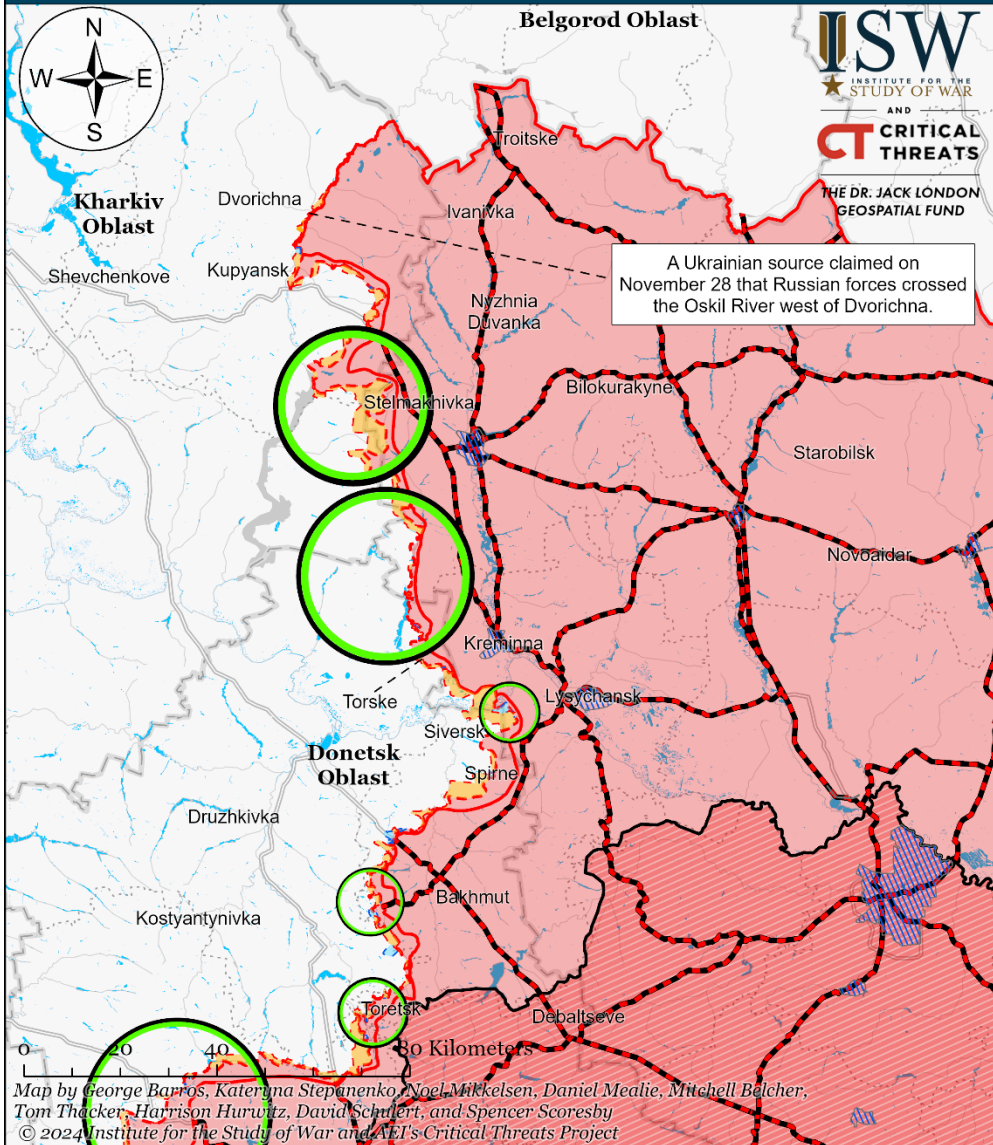 Belgorod Oblast
N
W E
S
ISW
INSTITUTE FOR THE
STUDY OF WAR
AND
CT CRITICAL
THREATS
THE DR. JACK LONDON
GEOSPATIAL FUND
Troitske
Dvorichna
Kharkiv
Oblast
Ivanivka
Shevchenkove
Kupyansk
A Ukrainian source claimed on
November 28 that Russian forces crossed
the Oskil River west of Dvorichna.
Nyzhnia
Duvanka
Bilokurakyne
Stelmakhivka
Starobilsk
Novoaidar
Kreminna
Torske
Lysychansk
Siversk
Donetsk
Oblast
Spirne
Druzhkivka
Bakhmut
Kostyantynivka
Toretsk
Debaltseve
0 20 40 80 Kilometers
Map by George Barros, Kateryna Stepanenko, Noel Mikkelsen, Daniel Mealie, Mitchell Belcher,
Tom Thacker, Harrison Hurwitz, David Schulert, and Spencer Scoresby
© 2024 Institute for the Study of War and AEI's Critical Threats Project